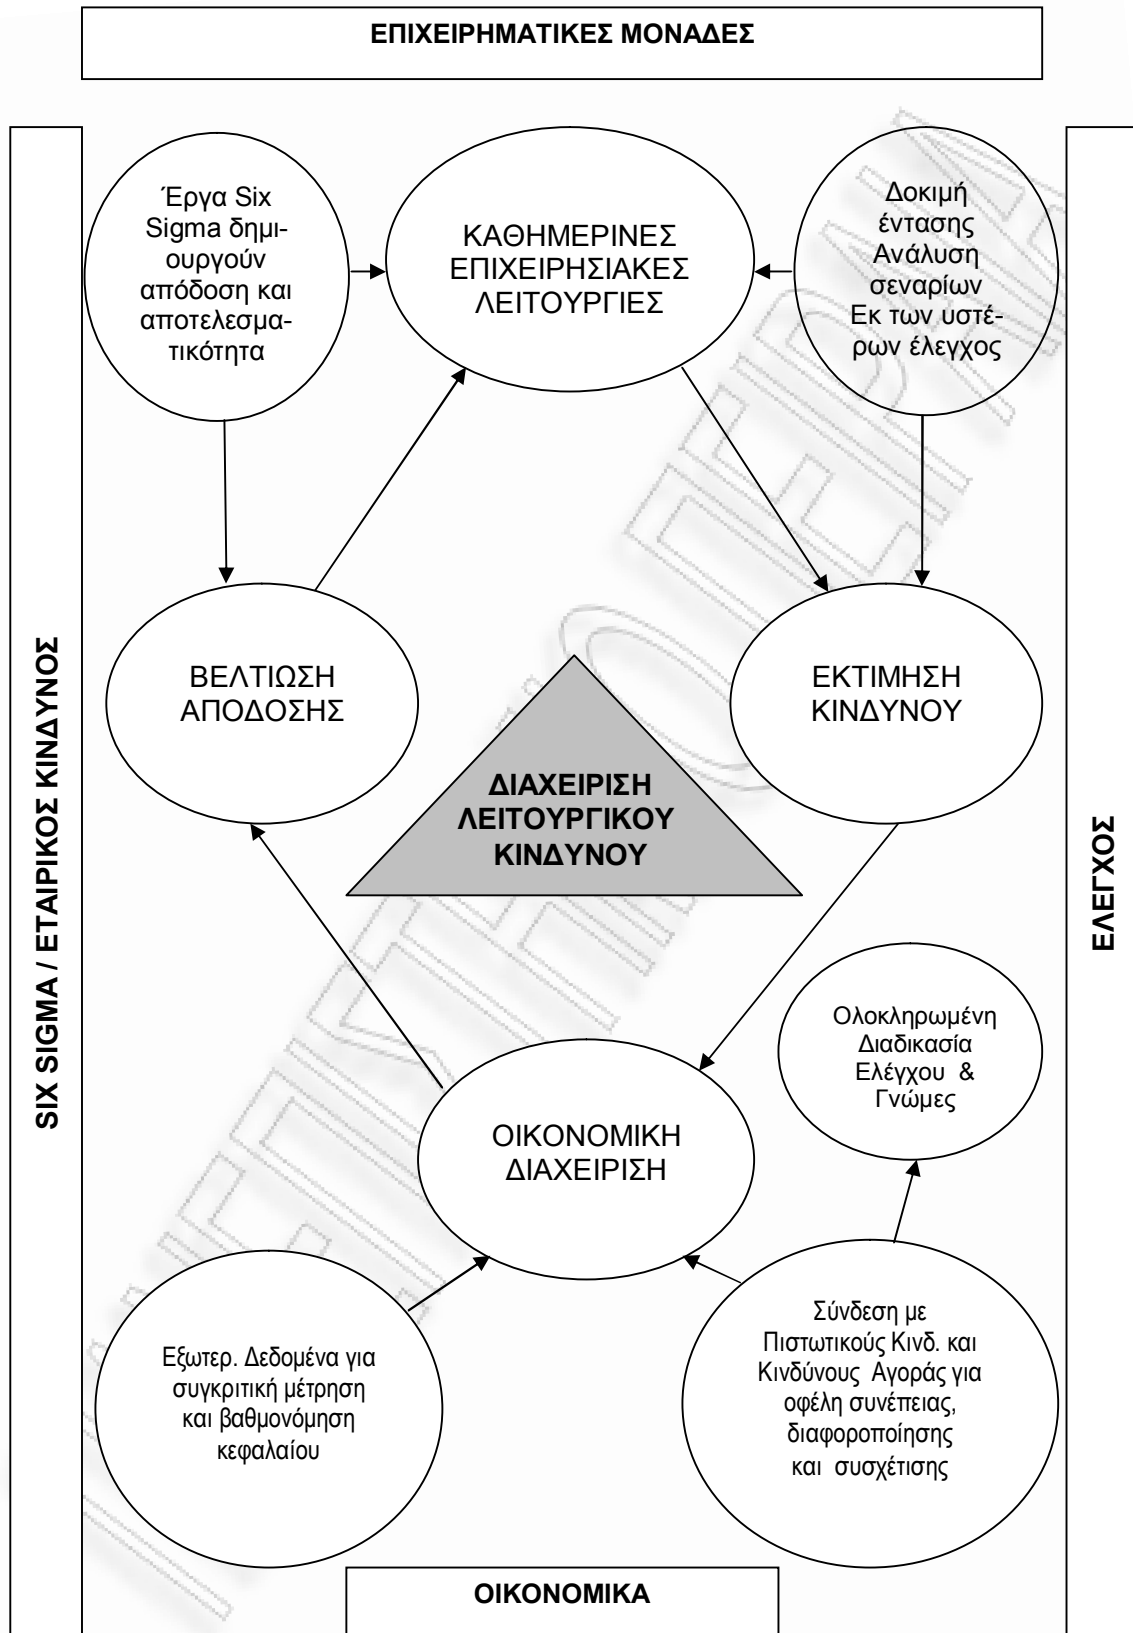 ΕΠΙΧΕΙΡΗΜΑΤΙΚΕΣ ΜΟΝΑΔΕΣ
Έργα Six
Sigma δημι-
ουργούν
απόδοση και
αποτελεσμα-
τικότητα
ΚΑΘΗΜΕΡΙΝΕΣ
ΕΠΙΧΕΙΡΗΣΙΑΚΕΣ
ΛΕΙΤΟΥΡΓΙΕΣ
Δοκιμή
έντασης
Ανάλυση
σεναρίων
Εκ των υστέ-
ρων έλεγχος
SIX SIGMA / ΕΤΑΙΡΙΚΟΣ ΚΙΝΔΥΝΟΣ
ΒΕΛΤΙΩΣΗ
ΑΠΟΔΟΣΗΣ
ΕΚΤΙΜΗΣΗ
ΚΙΝΔΥΝΟΥ
ΔΙΑΧΕΙΡΙΣΗ
ΛΕΙΤΟΥΡΓΙΚΟΥ
ΚΙΝΔΥΝΟΥ
ΕΛΕΓΧΟΣ
Ολοκληρωμένη
Διαδικασία
Ελέγχου &
Γνώμες
ΟΙΚΟΝΟΜΙΚΗ
ΔΙΑΧΕΙΡΙΣΗ
Εξωτερ. Δεδομένα για
συγκριτική μέτρηση
και βαθμονόμηση
κεφαλαίου
Σύνδεση με
Πιστωτικούς Κινδ. και
Κινδύνους Αγοράς για
οφέλη συνέπειας,
διαφοροποίησης
και συσχέτισης
ΟΙΚΟΝΟΜΙΚΑ